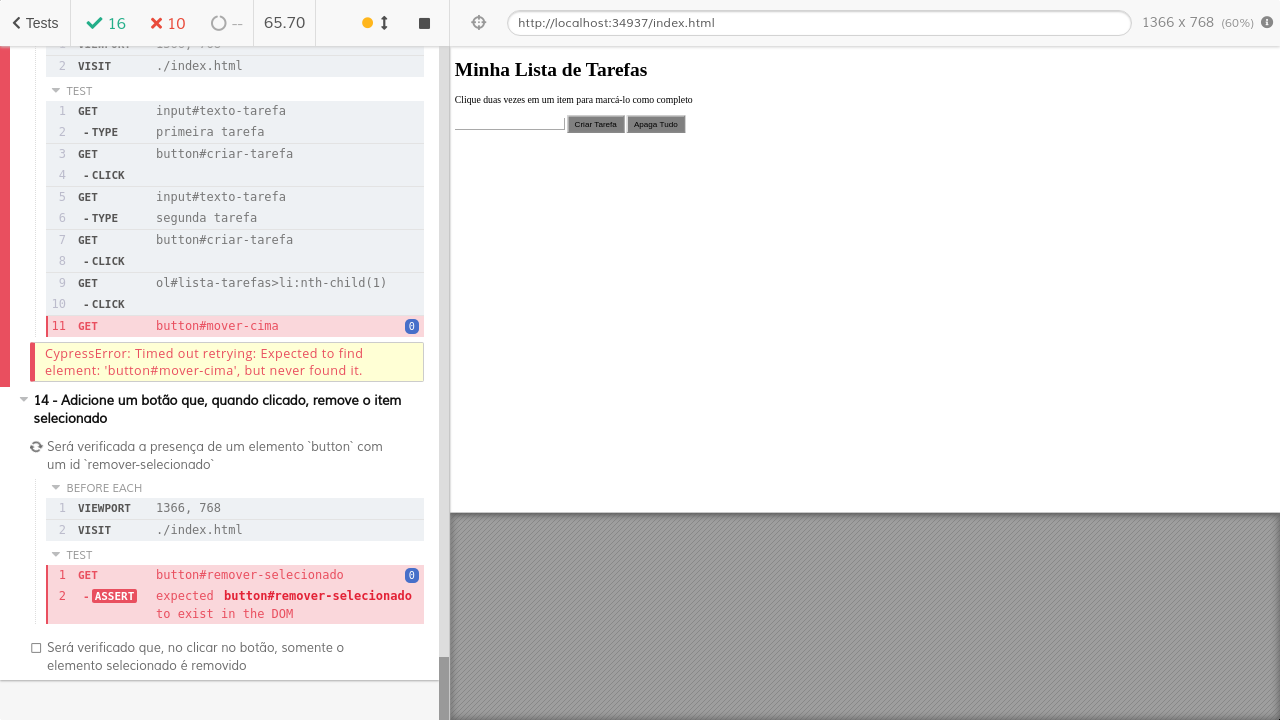 Tests 16 10 -- 65.70
http://localhost:34937/index.html 1366 x 768 (60%)
1 VIEWPORT 1366, 768
2 VISIT ./index.html
TEST
1 GET input#texto-tarefa
2 - TYPE primeira tarefa
3 GET button#criar-tarefa
4 - CLICK
5 GET input#texto-tarefa
6 - TYPE segunda tarefa
7 GET button#criar-tarefa
8 - CLICK
9 GET ol#lista-tarefas>li:nth-child(1)
10 - CLICK
11 GET button#mover-cima 0
CypressError: Timed out retrying: Expected to find
element: 'button#mover-cima', but never found it.
14 - Adicione um botão que, quando clicado, remove o item
selecionado
Será verificada a presença de um elemento `button` com
um id `remover-selecionado`
BEFORE EACH
1 VIEWPORT 1366, 768
2 VISIT ./index.html
TEST
1 GET button#remover-selecionado 0
2 - ASSERT expected button#remover-selecionado
to exist in the DOM
Será verificado que, no clicar no botão, somente o
elemento selecionado é removido
Minha Lista de Tarefas
Clique duas vezes em um item para marcá-lo como completo
Criar Tarefa Apaga Tudo